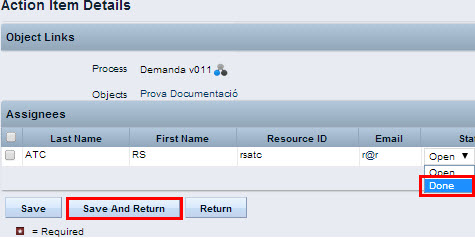 Action Item Details
Object Links
Process Demanda v011
Objects Prova Documentació
Assignees
Last Name First Name Resource ID Email Sta
ATC RS rsatc r@r Open
Open
Done
Save Save And Return Return
= Required